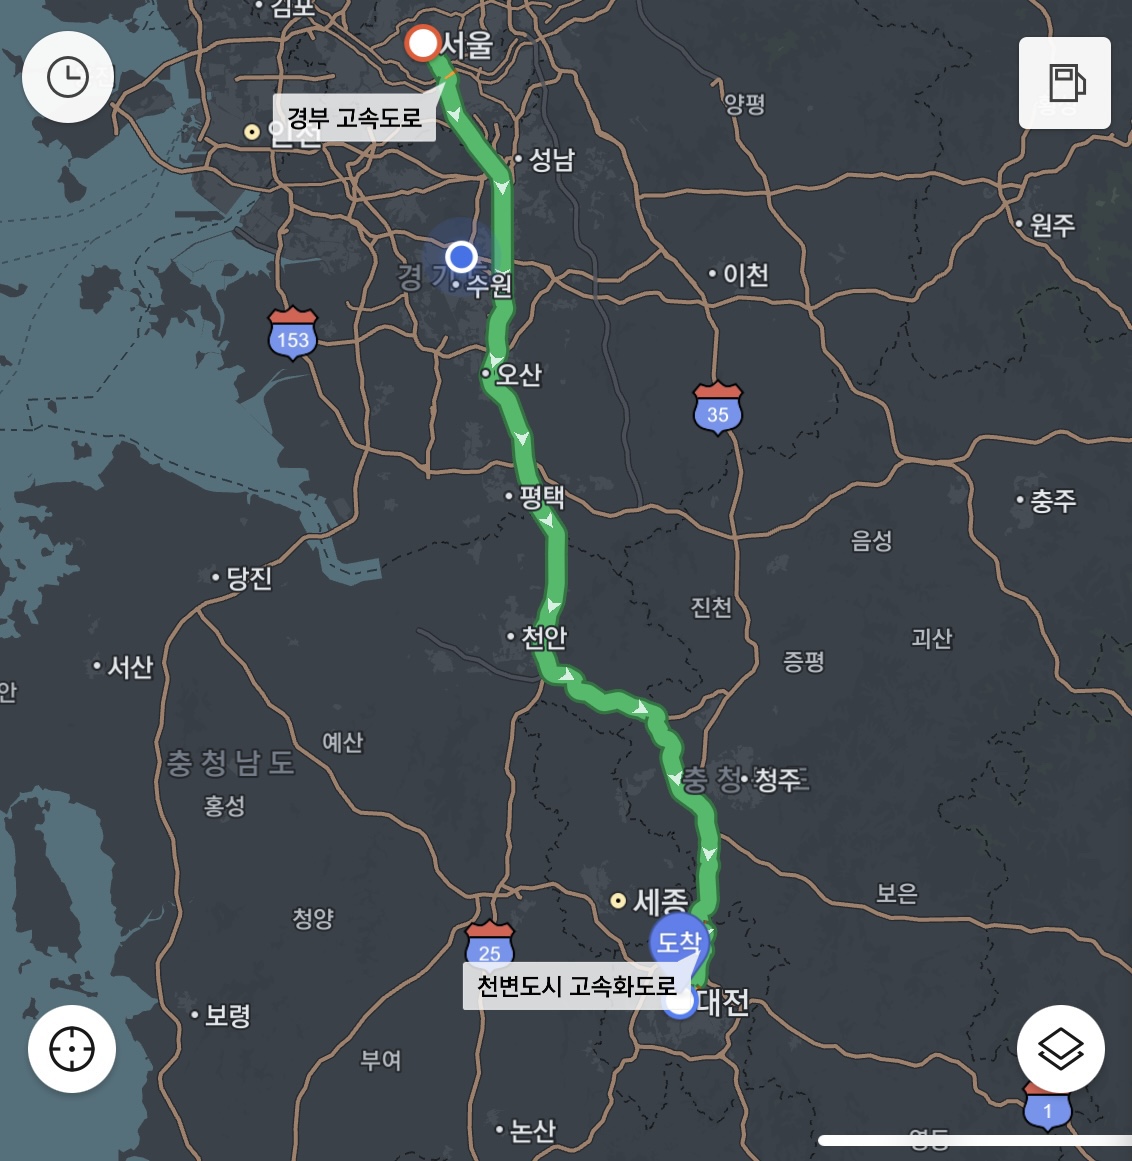 김포
서울
양평
경부 고속도로
인천
성남
원주
이천
경기도
수원
153
오산
35
평택
충주
음성
당진
진천
천안
괴산
증평
서산
안
예산
충청남도
충청
청주
홍성
보은
세종
청양
도착
25
천변도시 고속화도로
대전
보령
부여
1
논산
영동